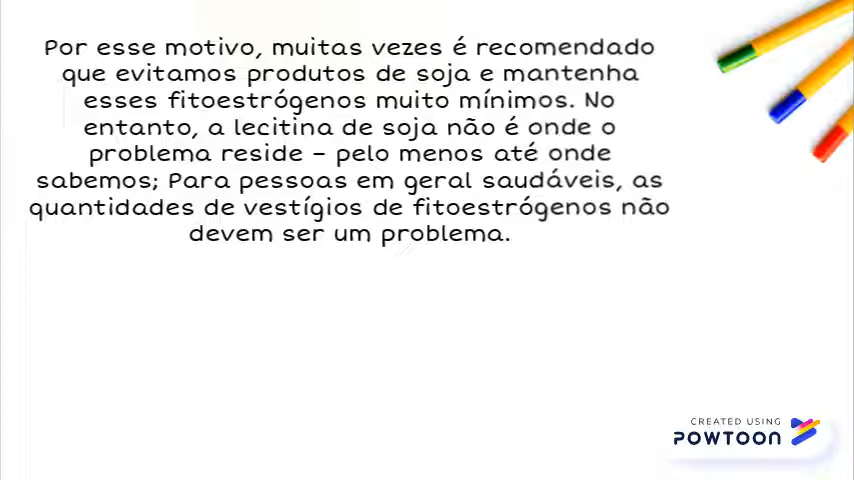 Por esse motivo, muitas vezes é recomendado
que evitamos produtos de soja e mantenha
esses fitoestrógenos muito mínimos. No
entanto, a lecitina de soja não é onde o
problema reside – pelo menos até onde
sabemos; Para pessoas em geral saudáveis, as
quantidades de vestígios de fitoestrógenos não
devem ser um problema.
CREATED USING
POWTOON